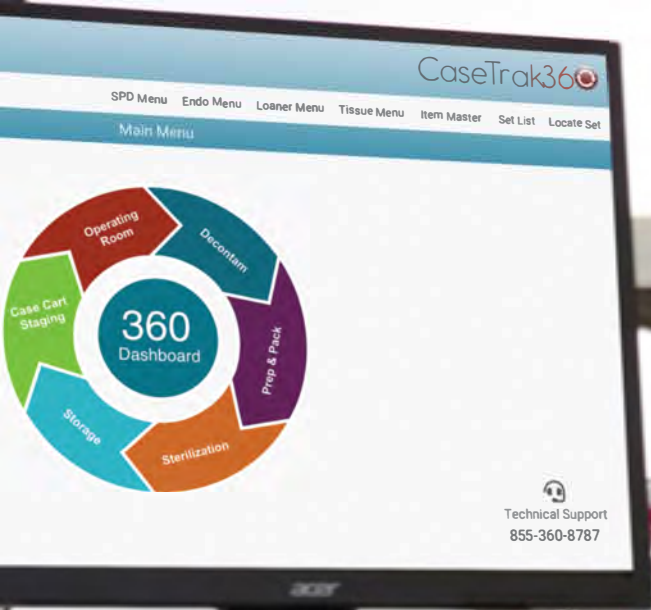 CaseTrak360
SPD Menu Endo Menu Loaner Menu Tissue Menu Item Master Set List Locate Set
Main Menu
Operating
Room
Decontam
Case Cart
Staging
360
Dashboard
Prep & Pack
Storage
Sterilization
Technical Support
855-360-8787
acer